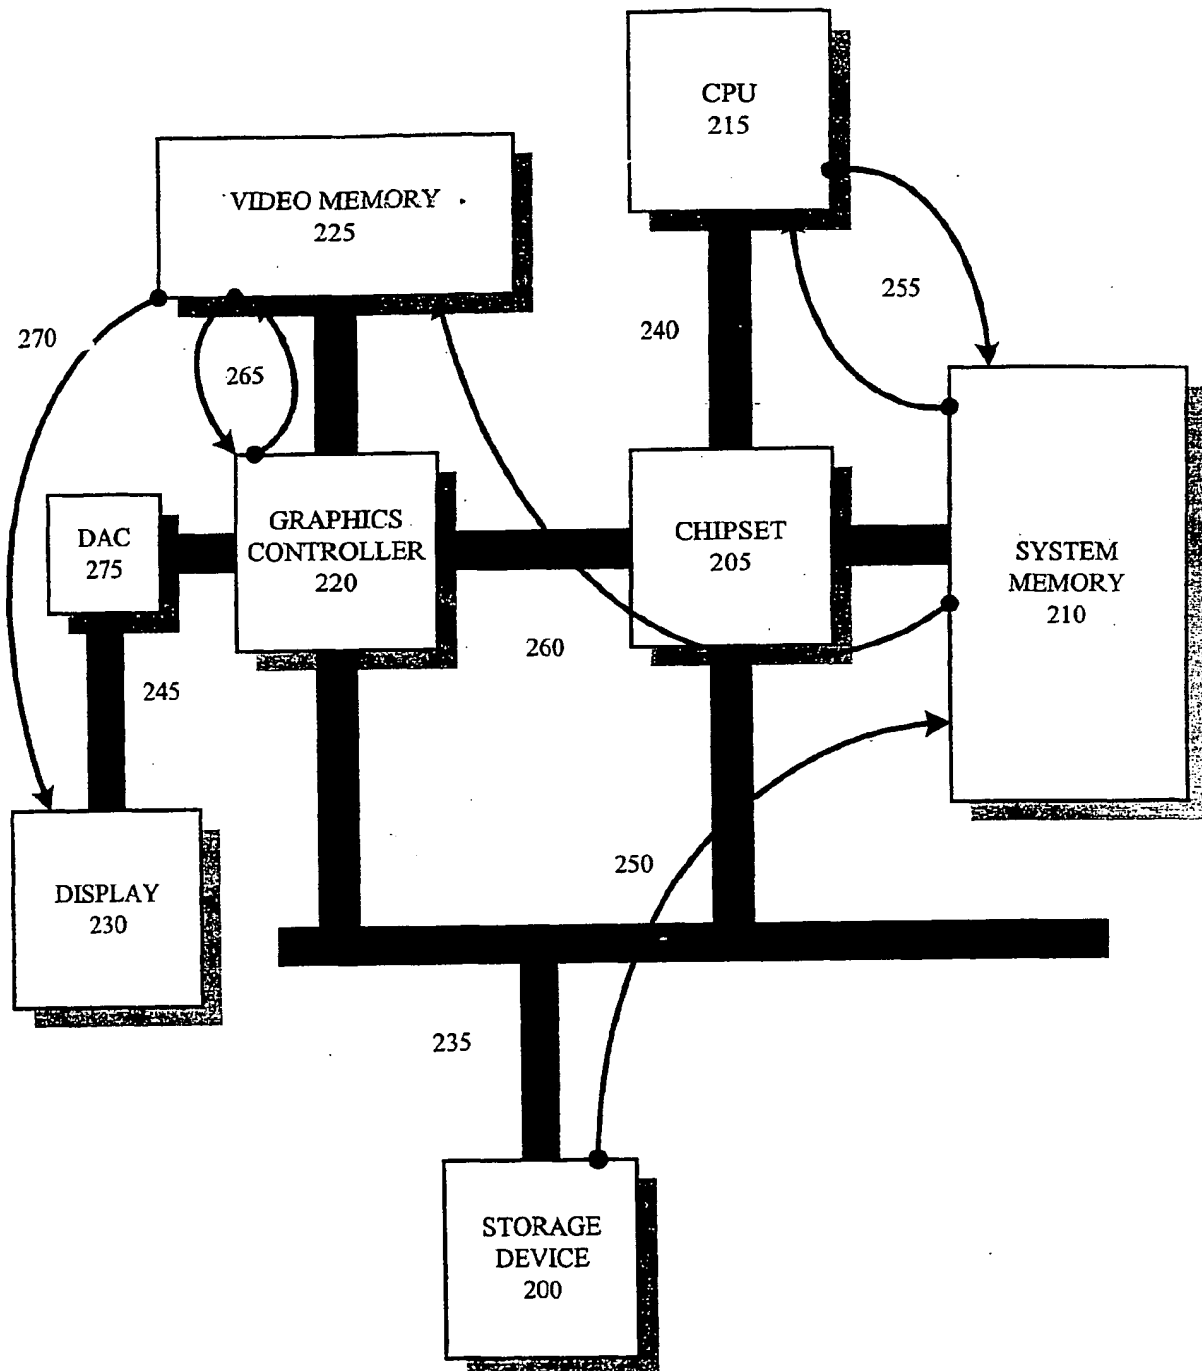 CPU
215
VIDEO MEMORY
225
255
240
270
265
GRAPHICS
CONTROLLER
220
CHIPSET
205
DAC
275
SYSTEM
MEMORY
210
260
245
250
DISPLAY
230
235
STORAGE
DEVICE
200